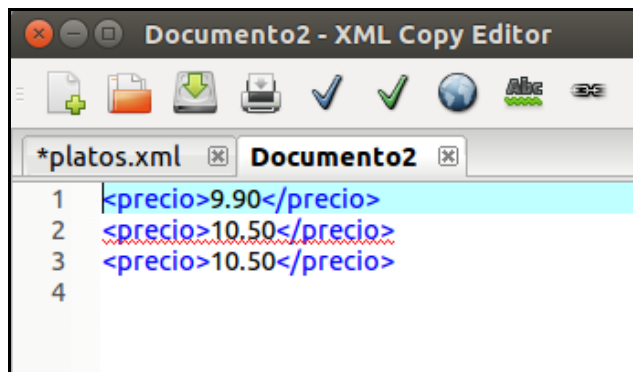 Documento2 - XML Copy Editor
Abc
*platos.xml Documento2
1 <precio>9.90</precio>
2 <precio>10.50</precio>
3 <precio>10.50</precio>
4